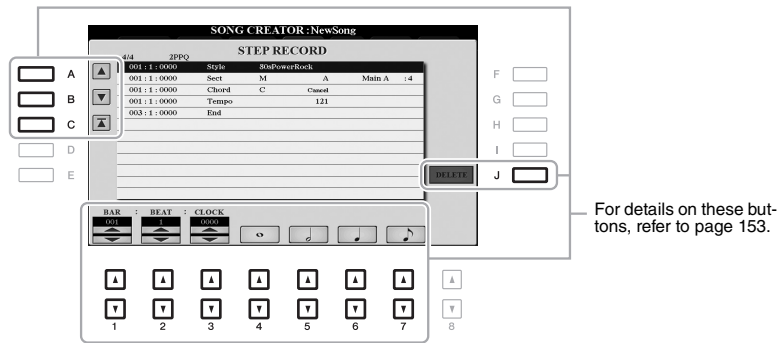 SONG CREATOR : NewSong
4/4 2PPQ STEP RECORD
001 : 1 : 0000 Style 80sPowerRock
001 : 1 : 0000 Sect M A Main A : 4
001 : 1 : 0000 Chord C Cancel
001 : 1 : 0000 Tempo 121
003 : 1 : 0000 End
A
B
C
D
E
F
G
H
I
DELETE J
For details on these but-
tons, refer to page 153.
BAR : BEAT : CLOCK
001 1 0000
1 2 3 4 5 6 7 8